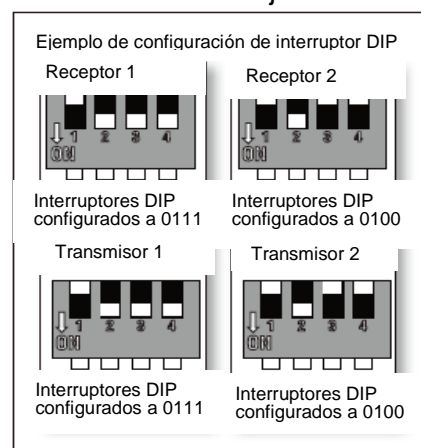 Ejemplo de configuración de interruptor DIP
Receptor 1
Receptor 2
1 2 3 4
ON
1 2 3 4
ON
Interruptores DIP
configurados a 0111
Interruptores DIP
configurados a 0100
Transmisor 1
Transmisor 2
1 2 3 4
ON
1 2 3 4
ON
Interruptores DIP
configurados a 0111
Interruptores DIP
configurados a 0100